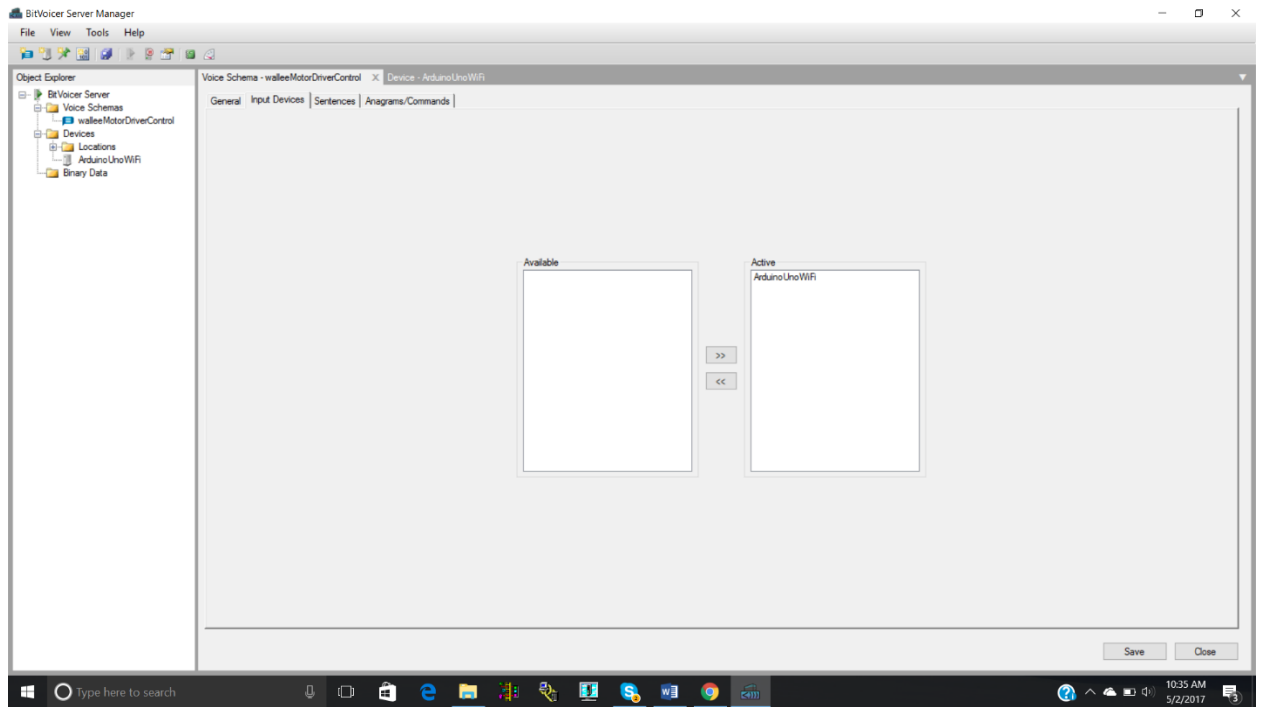 BitVoicer Server Manager
File View Tools Help
Object Explorer
BitVoicer Server
Voice Schemas
walleeMotorDriverControl
Devices
Locations
ArduinoUnoWiFi
Binary Data
Voice Schema - walleeMotorDriverControl X Device - ArduinoUnoWiFi
General Input Devices Sentences Anagrams/Commands
Available
Active
ArduinoUnoWiFi
>>
<<
Save Close
Type here to search
10:35 AM
5/2/2017
3